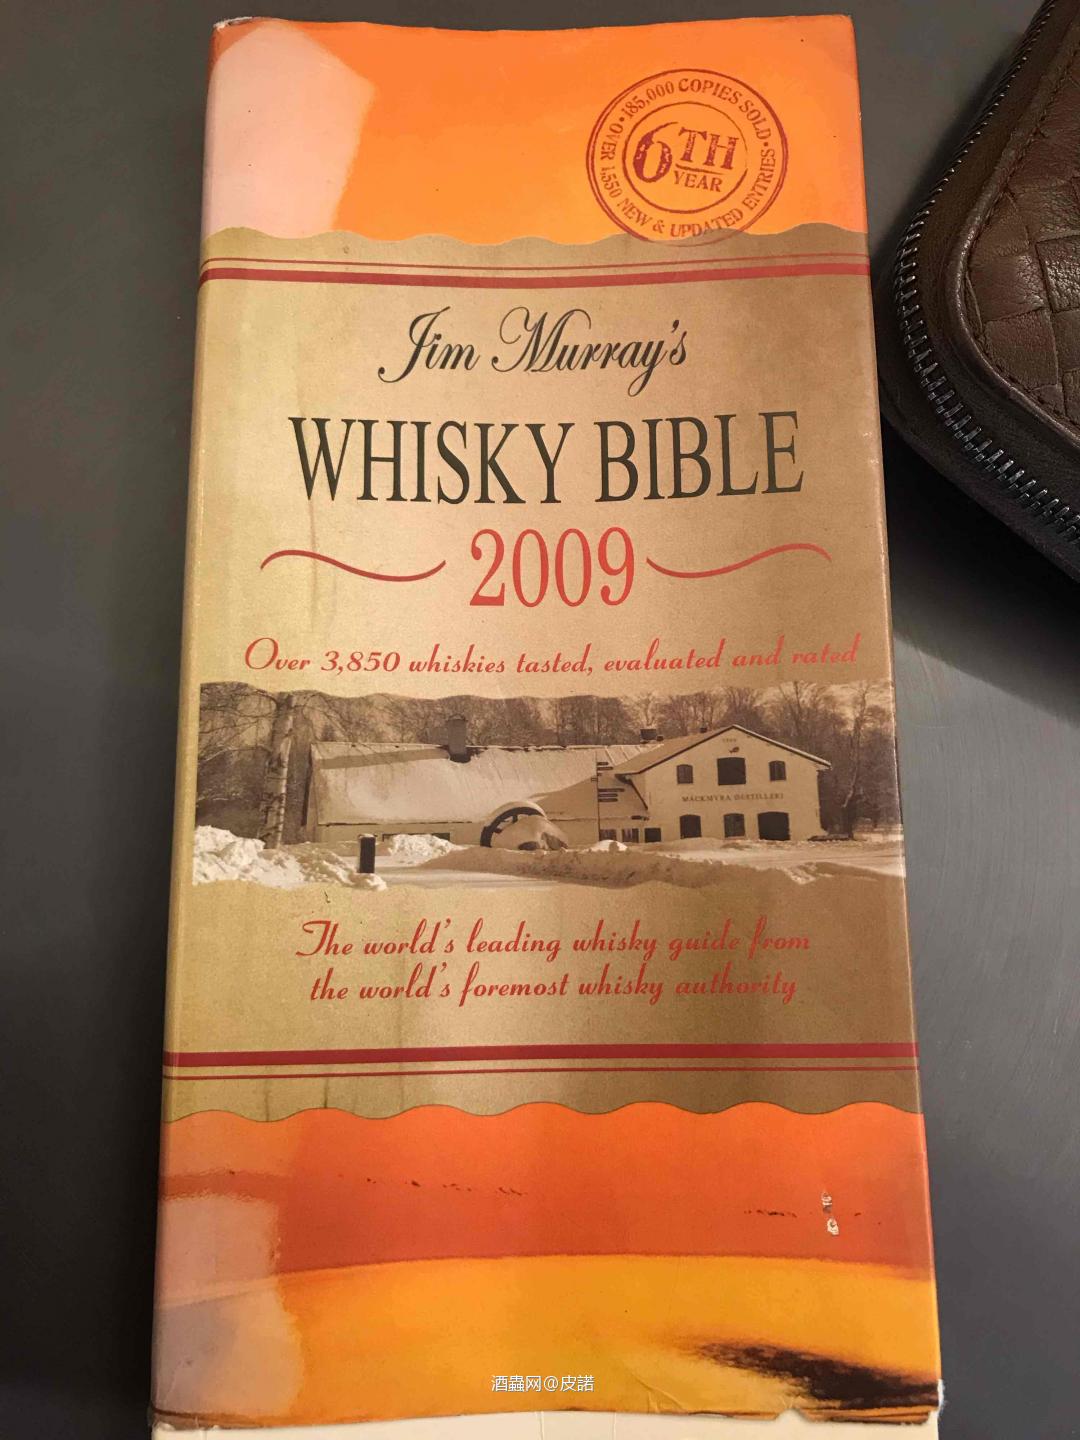 185,000 COPIES SOLD • OVER 1,550 NEW & UPDATED ENTRIES •
6TH
YEAR
Jim Murray's
WHISKY BIBLE
2009
Over 3,850 whiskies tasted, evaluated and rated
MACKMYRA DESTILLERI
The world's leading whisky guide from
the world's foremost whisky authority
酒蟲网@皮諾